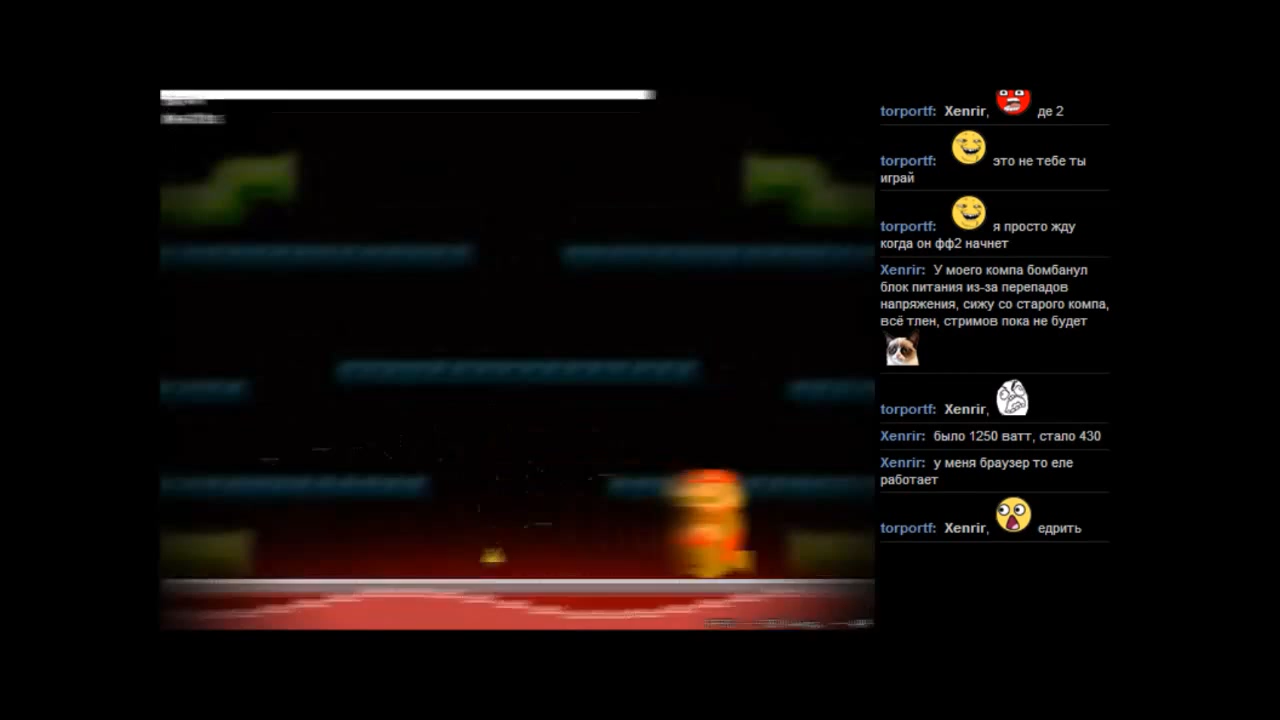 torportf: Xenrir, де 2
torportf: это не тебе ты
играй
torportf: я просто жду
когда он фф2 начнет
Xenrir: У моего компа бомбанул
блок питания из-за перепадов
напряжения, сижу со старого компа,
всё тлен, стримов пока не будет
torportf: Xenrir,
Xenrir: было 1250 ватт, стало 430
Xenrir: у меня браузер то еле
работает
torportf: Xenrir, едрить